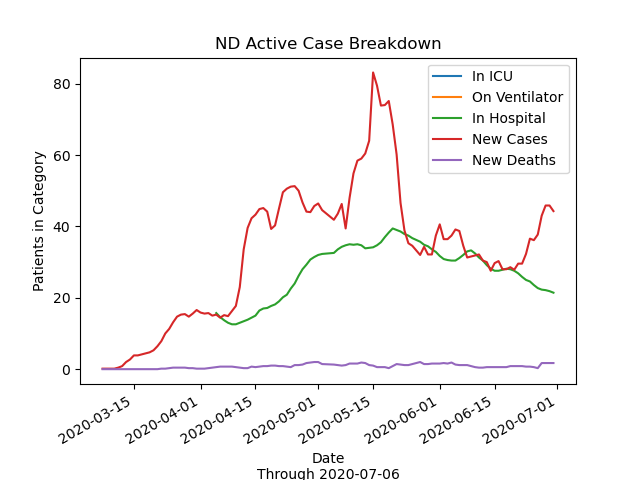 ND Active Case Breakdown
In ICU
On Ventilator
In Hospital
New Cases
New Deaths
Patients in Category
80
60
40
20
0
2020-03-15
2020-04-01
2020-04-15
2020-05-01
2020-05-15
2020-06-01
2020-06-15
2020-07-01
Date
Through 2020-07-06